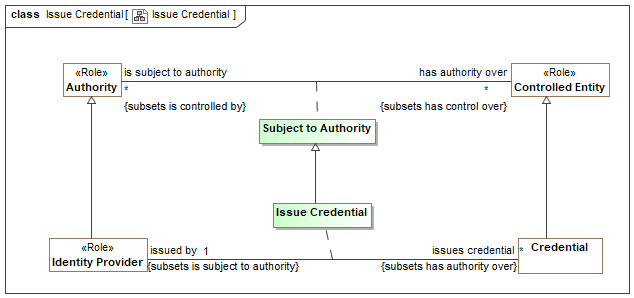 class Issue Credential [ Issue Credential ]
«Role»
Authority
is subject to authority
has authority over
«Role»
Controlled Entity
*
*
{subsets is controlled by}
{subsets has control over}
Subject to Authority
Issue Credential
«Role»
Identity Provider
issued by 1
issues credential *
Credential
{subsets is subject to authority}
{subsets has authority over}